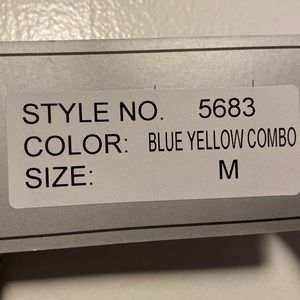 STYLE NO. 5683
COLOR: BLUE YELLOW COMBO
SIZE: M